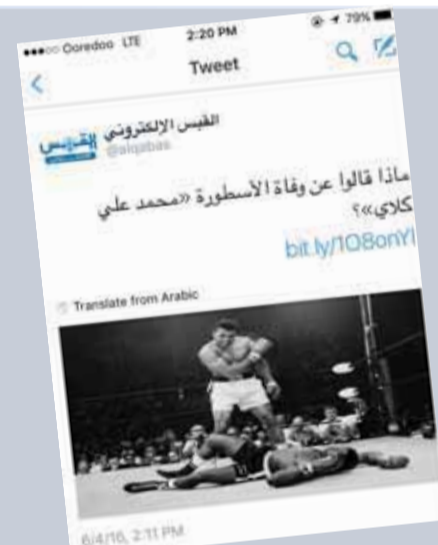 Ooredoo LTE 2:20 PM 79%
Tweet
القبس
القبس الإلكتروني
@alqabas
ماذا قالوا عن وفاة الأسطورة «محمد علي
كلاي»؟
bit.ly/1O8onYl
Translate from Arabic
6/4/16, 2:11 PM